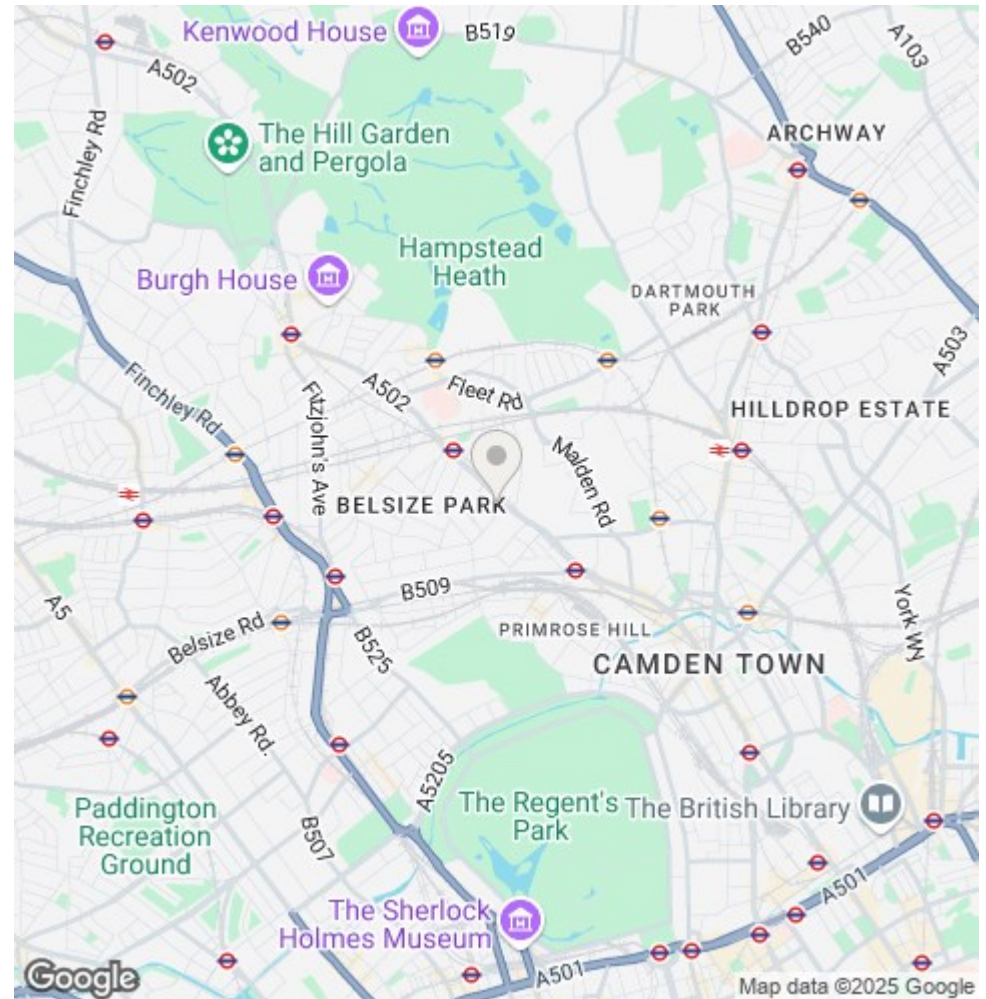 Kenwood House
B519
B540
A103
A502
The Hill Garden
and Pergola
ARCHWAY
Finchley Rd
Hampstead
Heath
Burgh House
DARTMOUTH
PARK
A503
Finchley Rd
Fitzjohn's Ave
A502
Fleet Rd
HILLDROP ESTATE
Malden Rd
BELSIZE PARK
A5
B509
York Wy
Belsize Rd
B525
PRIMROSE HILL
CAMDEN TOWN
Abbey Rd.
A5205
Paddington
Recreation
Ground
B507
The Regent's
Park
The British Library
A501
The Sherlock
Holmes Museum
A501
Google
Map data ©2025 Google